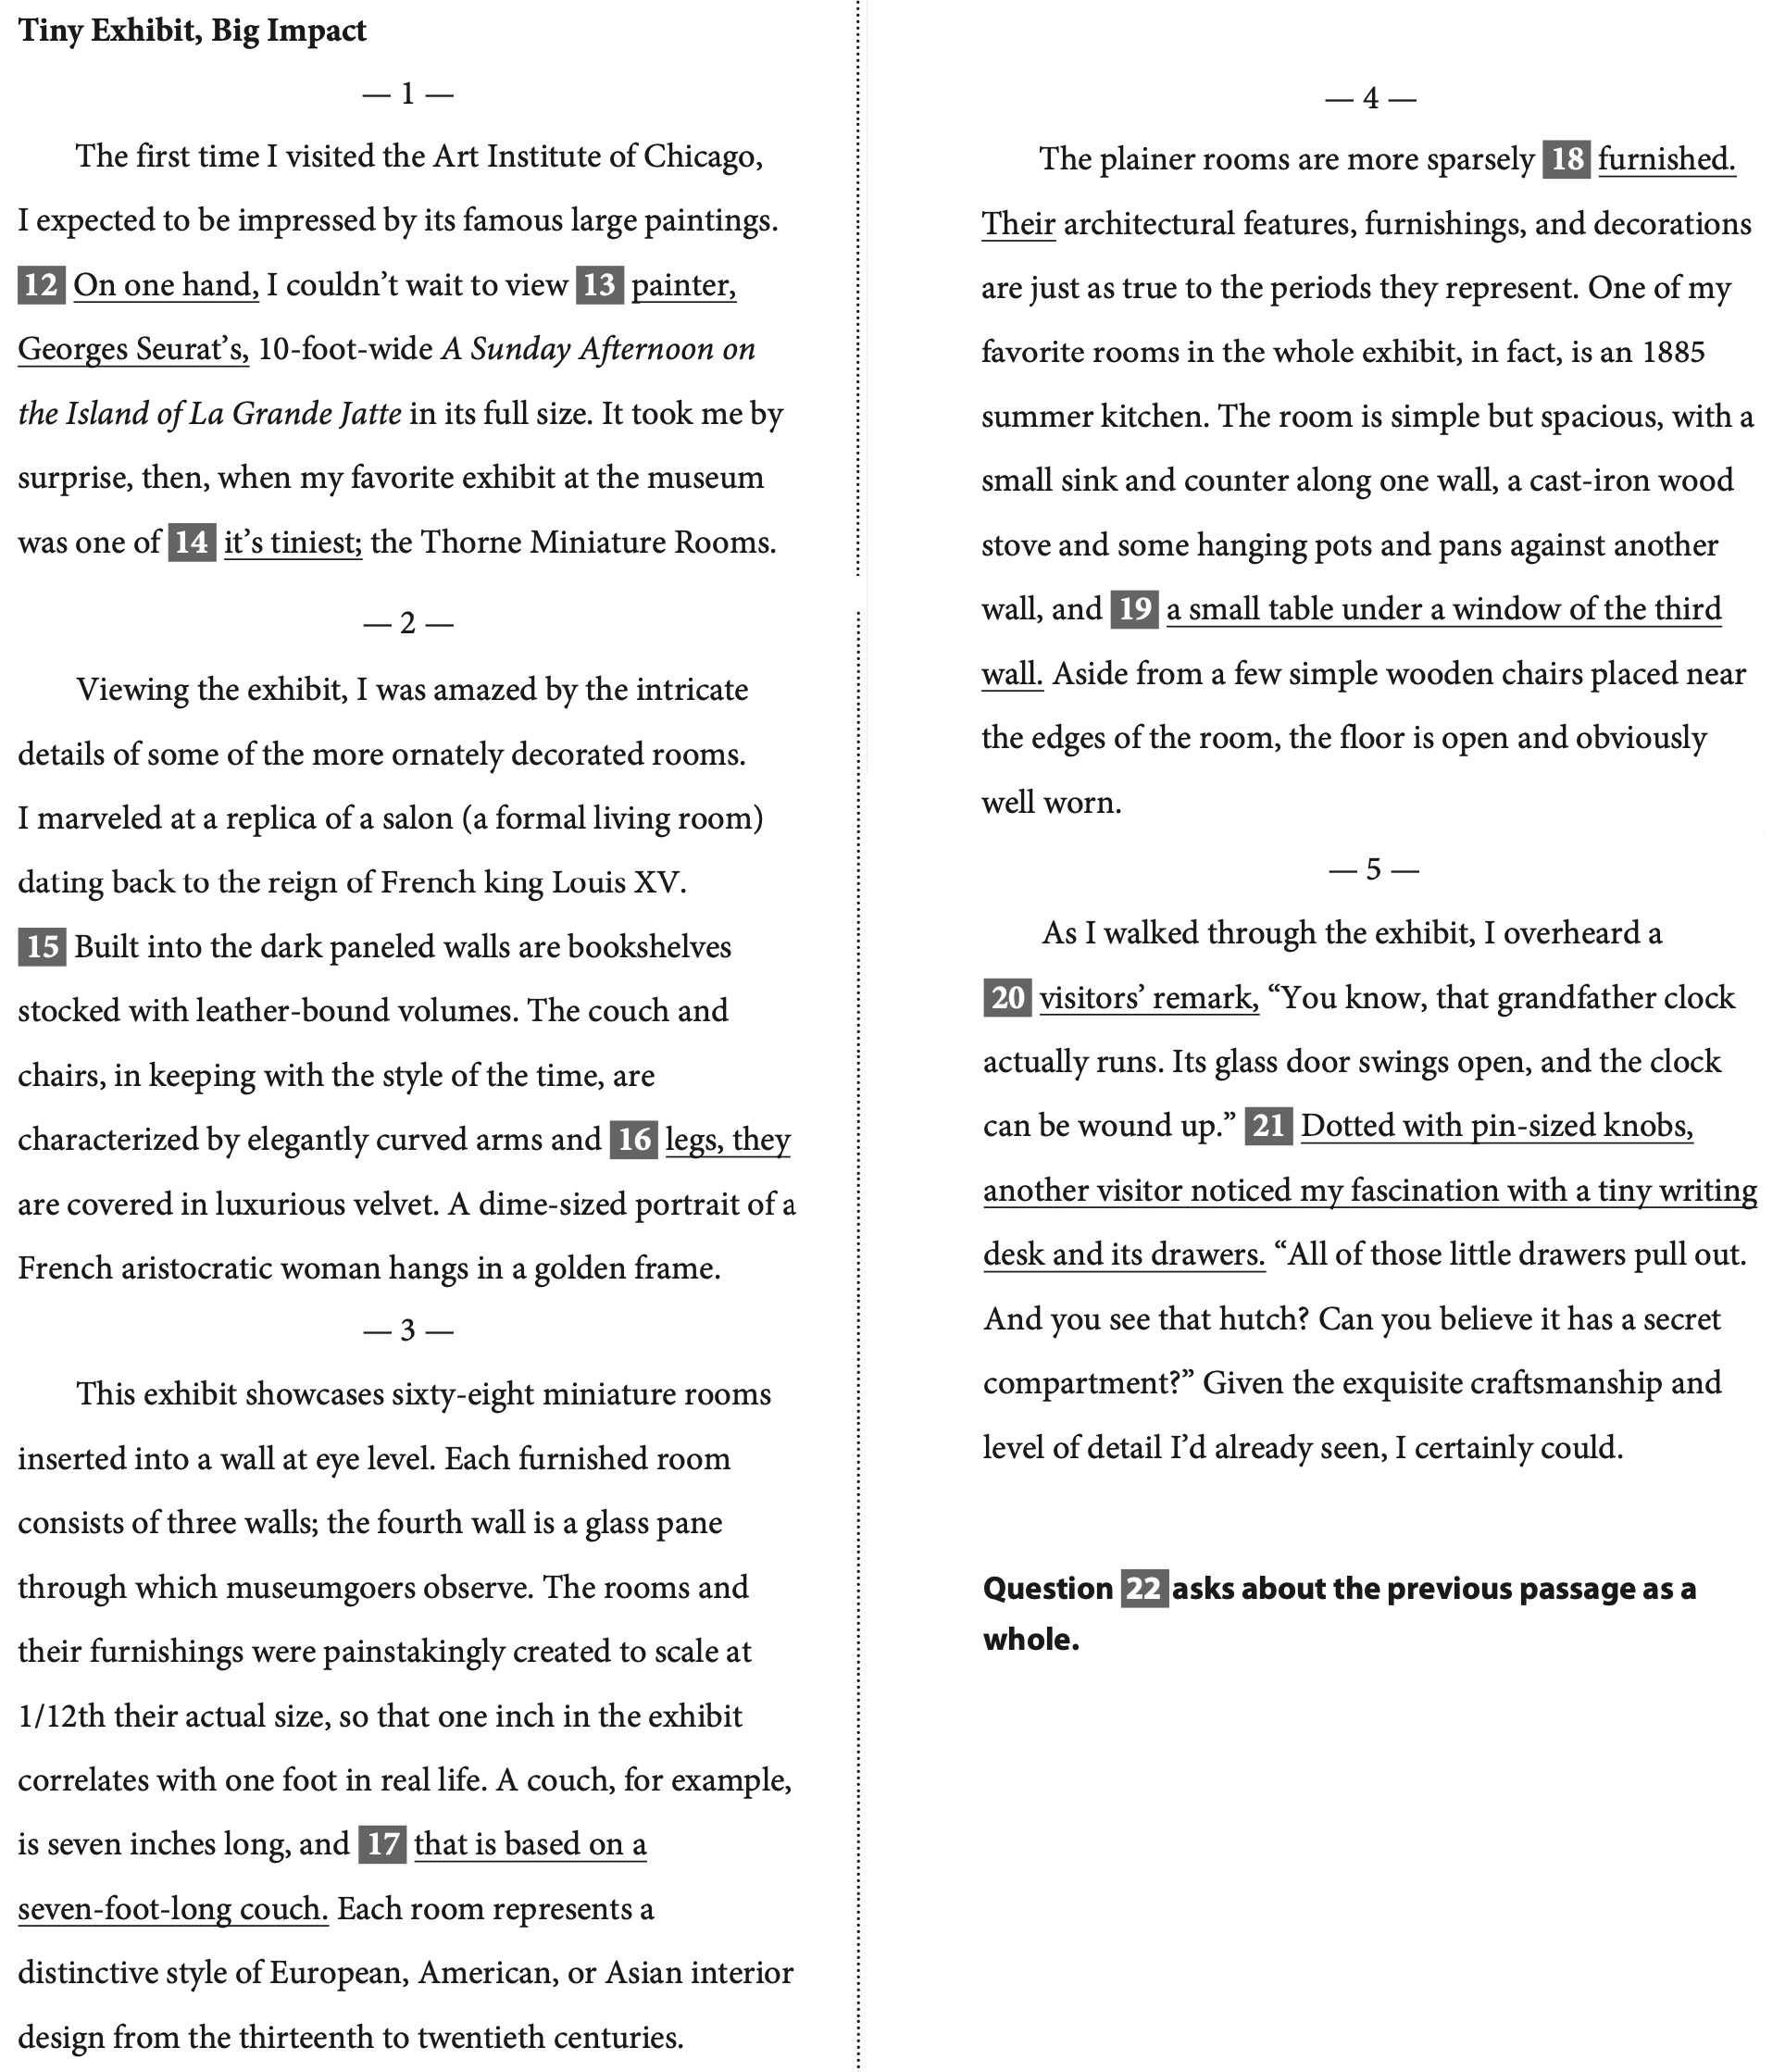 Tiny Exhibit, Big Impact
— 1 —
The first time I visited the Art Institute of Chicago,
I expected to be impressed by its famous large paintings.
12 On one hand, I couldn’t wait to view 13 painter,
Georges Seurat’s, 10-foot-wide A Sunday Afternoon on
the Island of La Grande Jatte in its full size. It took me by
surprise, then, when my favorite exhibit at the museum
was one of 14 it’s tiniest; the Thorne Miniature Rooms.
— 2 —
Viewing the exhibit, I was amazed by the intricate
details of some of the more ornately decorated rooms.
I marveled at a replica of a salon (a formal living room)
dating back to the reign of French king Louis XV.
15 Built into the dark paneled walls are bookshelves
stocked with leather-bound volumes. The couch and
chairs, in keeping with the style of the time, are
characterized by elegantly curved arms and 16 legs, they
are covered in luxurious velvet. A dime-sized portrait of a
French aristocratic woman hangs in a golden frame.
— 3 —
This exhibit showcases sixty-eight miniature rooms
inserted into a wall at eye level. Each furnished room
consists of three walls; the fourth wall is a glass pane
through which museumgoers observe. The rooms and
their furnishings were painstakingly created to scale at
1/12th their actual size, so that one inch in the exhibit
correlates with one foot in real life. A couch, for example,
is seven inches long, and 17 that is based on a
seven-foot-long couch. Each room represents a
distinctive style of European, American, or Asian interior
design from the thirteenth to twentieth centuries.
— 4 —
The plainer rooms are more sparsely 18 furnished.
Their architectural features, furnishings, and decorations
are just as true to the periods they represent. One of my
favorite rooms in the whole exhibit, in fact, is an 1885
summer kitchen. The room is simple but spacious, with a
small sink and counter along one wall, a cast-iron wood
stove and some hanging pots and pans against another
wall, and 19 a small table under a window of the third
wall. Aside from a few simple wooden chairs placed near
the edges of the room, the floor is open and obviously
well worn.
— 5 —
As I walked through the exhibit, I overheard a
20 visitors’ remark, “You know, that grandfather clock
actually runs. Its glass door swings open, and the clock
can be wound up.” 21 Dotted with pin-sized knobs,
another visitor noticed my fascination with a tiny writing
desk and its drawers. “All of those little drawers pull out.
And you see that hutch? Can you believe it has a secret
compartment?” Given the exquisite craftsmanship and
level of detail I’d already seen, I certainly could.
Question 22 asks about the previous passage as a
whole.